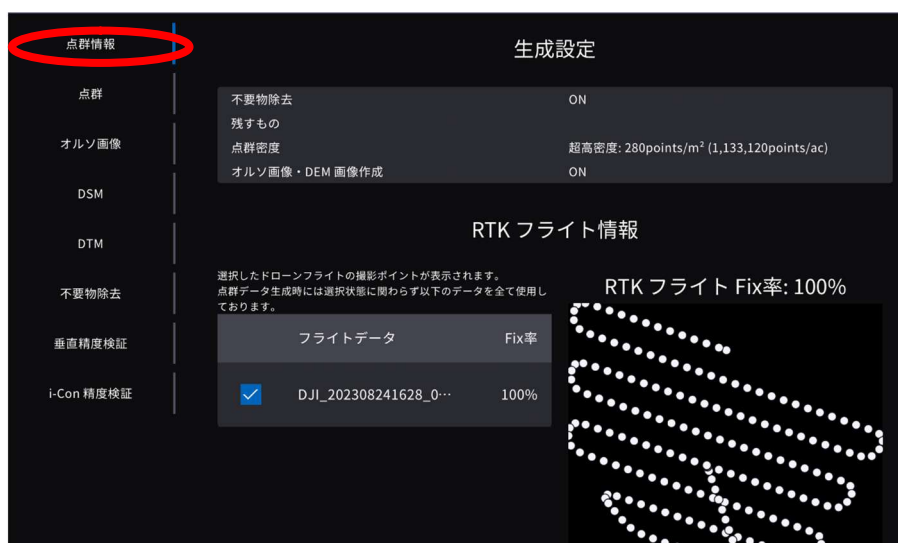 点群情報
点群
オルソ画像
DSM
DTM
不要物除去
垂直精度検証
i-Con 精度検証
生成設定
不要物除去 ON
残すもの
点群密度 超高密度: 280points/m² (1,133,120points/ac)
オルソ画像・DEM 画像作成 ON
RTK フライト情報
選択したドローンフライトの撮影ポイントが表示されます。
点群データ生成時には選択状態に関わらず以下のデータを全て使用し
ております。
フライトデータ Fix率
DJI_202308241628_0… 100%
RTK フライト Fix率: 100%